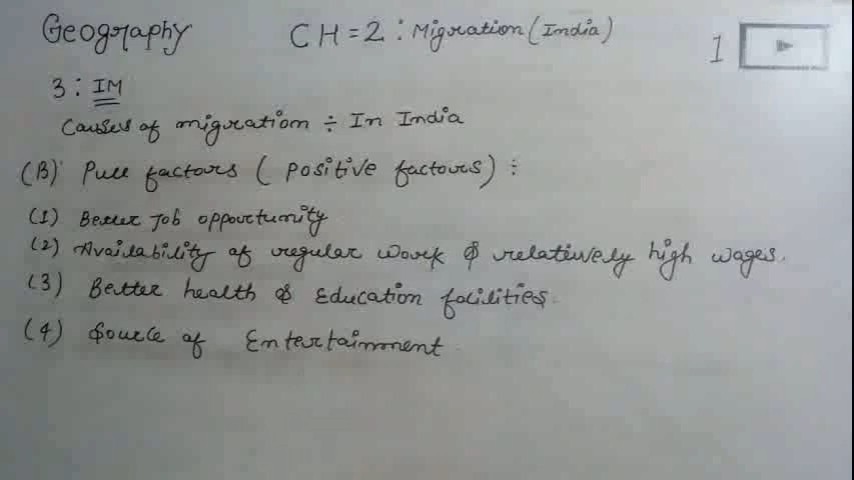 Geography CH = 2 : Migration (India) 1
3 : IM
Causes of migration ÷ In India
(B) Pull factors ( positive factors) :
(1) Better Job opportunity
(2) Availability of regular work & relatively high wages.
(3) Better health & Education facilities
(4) Source of Entertainment